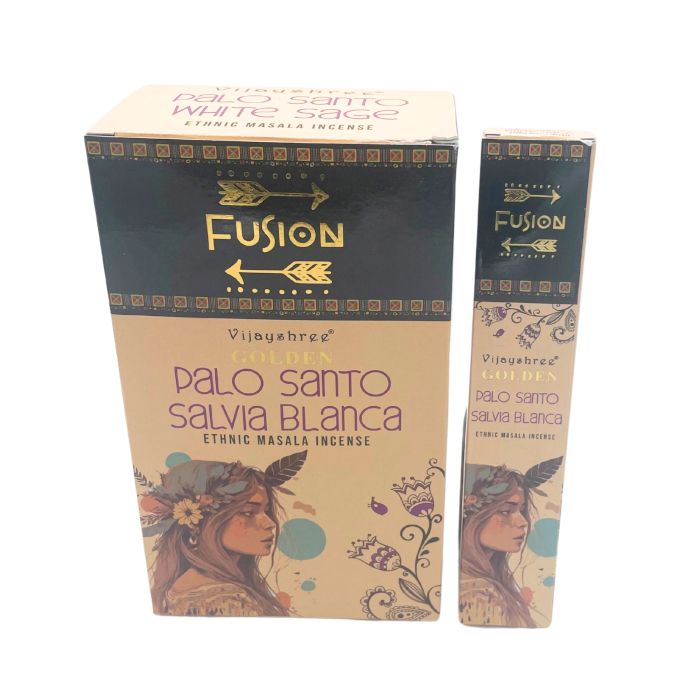 Vijayshree®
PALO SANTO
WHITE SAGE
ETHNIC MASALA INCENSE
FUSION
Vijayshree®
GOLDEN
PALO SANTO
SALVIA BLANCA
ETHNIC MASALA INCENSE
FUSION
Vijayshree®
GOLDEN
PALO SANTO
SALVIA BLANCA
ETHNIC MASALA INCENSE